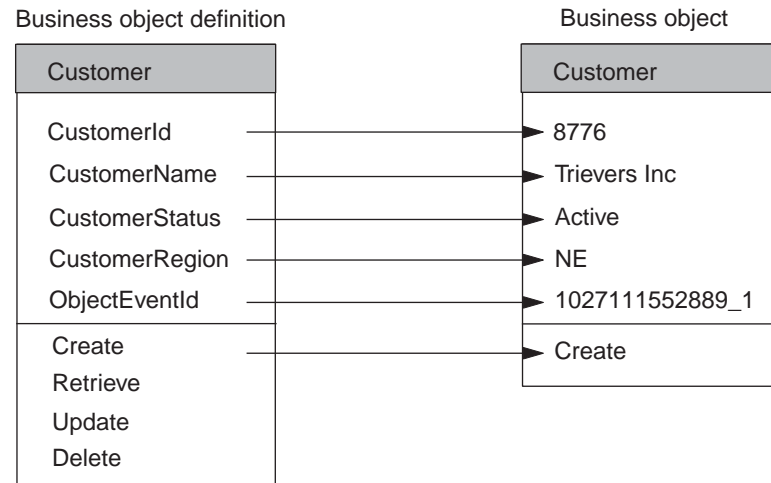 Business object definition
Business object
Customer
Customer
CustomerId
8776
CustomerName
Trievers Inc
CustomerStatus
Active
CustomerRegion
NE
ObjectEventId
1027111552889_1
Create
Create
Retrieve
Update
Delete